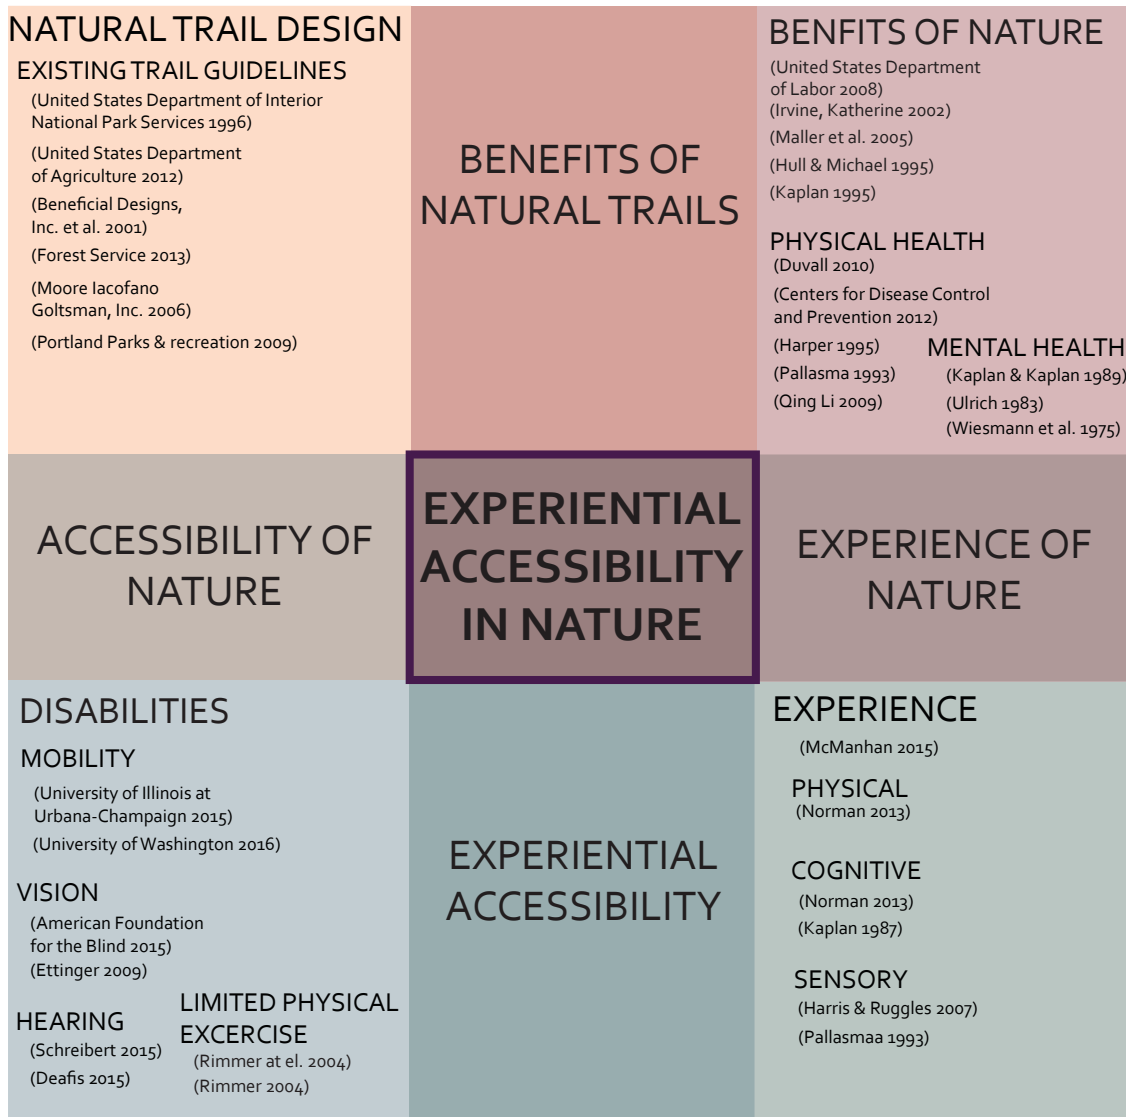 NATURAL TRAIL DESIGN
EXISTING TRAIL GUIDELINES
(United States Department of Interior
National Park Services 1996)
(United States Department
of Agriculture 2012)
(Beneficial Designs,
Inc. et al. 2001)
(Forest Service 2013)
(Moore Iacofano
Goltsman, Inc. 2006)
(Portland Parks & recreation 2009)
BENEFITS OF
NATURAL TRAILS
BENFITS OF NATURE
(United States Department
of Labor 2008)
(Irvine, Katherine 2002)
(Maller et al. 2005)
(Hull & Michael 1995)
(Kaplan 1995)
PHYSICAL HEALTH
(Duvall 2010)
(Centers for Disease Control
and Prevention 2012)
(Harper 1995)
(Pallasma 1993)
(Qing Li 2009)
MENTAL HEALTH
(Kaplan & Kaplan 1989)
(Ulrich 1983)
(Wiesmann et al. 1975)
ACCESSIBILITY OF
NATURE
EXPERIENTIAL
ACCESSIBILITY
IN NATURE
EXPERIENCE OF
NATURE
DISABILITIES
MOBILITY
(University of Illinois at
Urbana-Champaign 2015)
(University of Washington 2016)
VISION
(American Foundation
for the Blind 2015)
(Ettinger 2009)
HEARING
(Schreibert 2015)
(Deafis 2015)
LIMITED PHYSICAL
EXCERCISE
(Rimmer at el. 2004)
(Rimmer 2004)
EXPERIENTIAL
ACCESSIBILITY
EXPERIENCE
(McManhan 2015)
PHYSICAL
(Norman 2013)
COGNITIVE
(Norman 2013)
(Kaplan 1987)
SENSORY
(Harris & Ruggles 2007)
(Pallasmaa 1993)